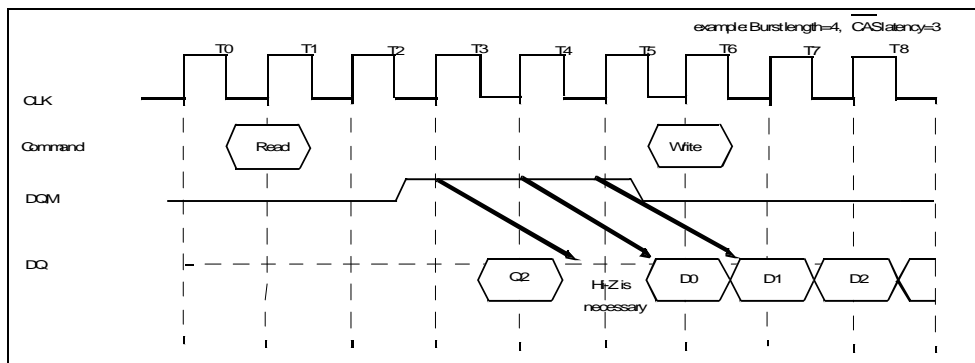 example: Burst length=4, CAS latency=3
T0 T1 T2 T3 T4 T5 T6 T7 T8
CLK
Command Read Write
DQM
DQ Q2 D0 D1 D2
Hi-Z is
necessary